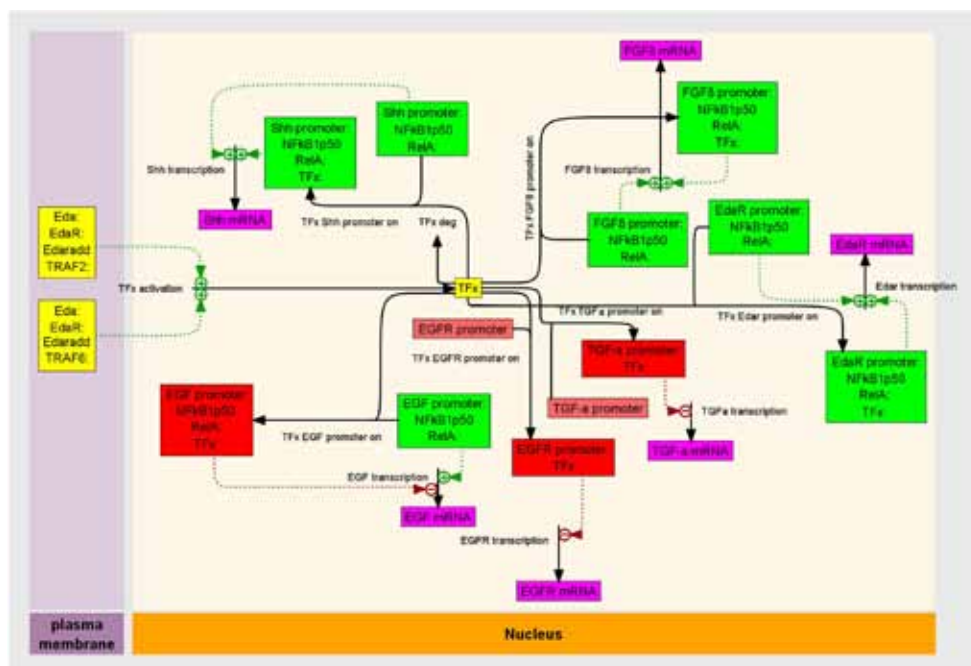 FGF8 mRNA
FGF8 promoter:
NFkB1p50
RelA:
TFx:
Shh promoter:
NFkB1p50
RelA:
Shh promoter:
NFkB1p50
RelA:
TFx:
Shh transcription
FGF8 transcription
TFx FGF8 promoter on
Shh mRNA
TFx Shh promoter on
TFx deg
FGF8 promoter:
NFkB1p50
RelA:
EdaR promoter:
NFkB1p50
RelA:
EdaR mRNA
Eda:
EdaR:
Edaradd
TRAF2:
TFx activation
TFx
Edar transcription
Eda:
EdaR:
Edaradd
TRAF6:
TFx TGFa promoter on
TFx Edar promoter on
EGFR promoter
TFx EGFR promoter on
TGF-a promoter:
TFx:
EdaR promoter:
NFkB1p50
RelA:
TFx:
EGF promoter:
NFkB1p50
RelA:
TFx:
EGF promoter:
NFkB1p50
RelA:
TGF-a promoter
TGFa transcription
TFx EGF promoter on
EGFR promoter:
TFx:
TGF-a mRNA
EGF transcription
EGF mRNA
EGFR transcription
EGFR mRNA
plasma
membrane
Nucleus